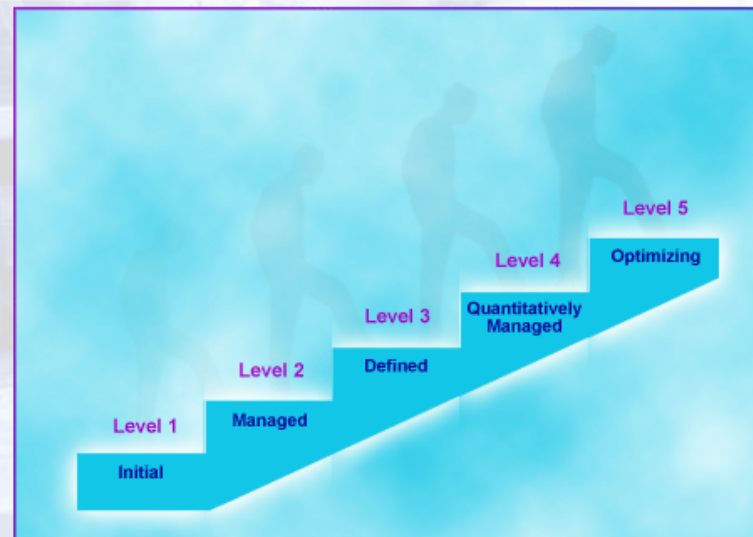 Level 5
Optimizing
Level 4
Quantitatively
Managed
Level 3
Defined
Level 2
Managed
Level 1
Initial